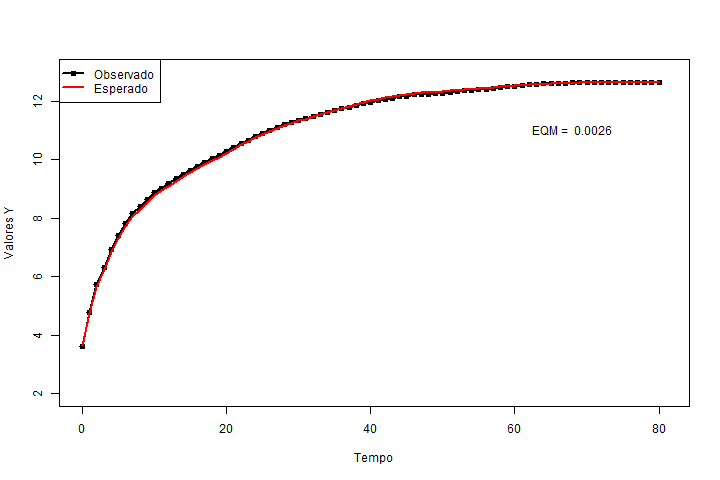 Observado
Esperado
EQM = 0.0026
Valores Y
2
4
6
8
10
12
0
20
40
60
80
Tempo